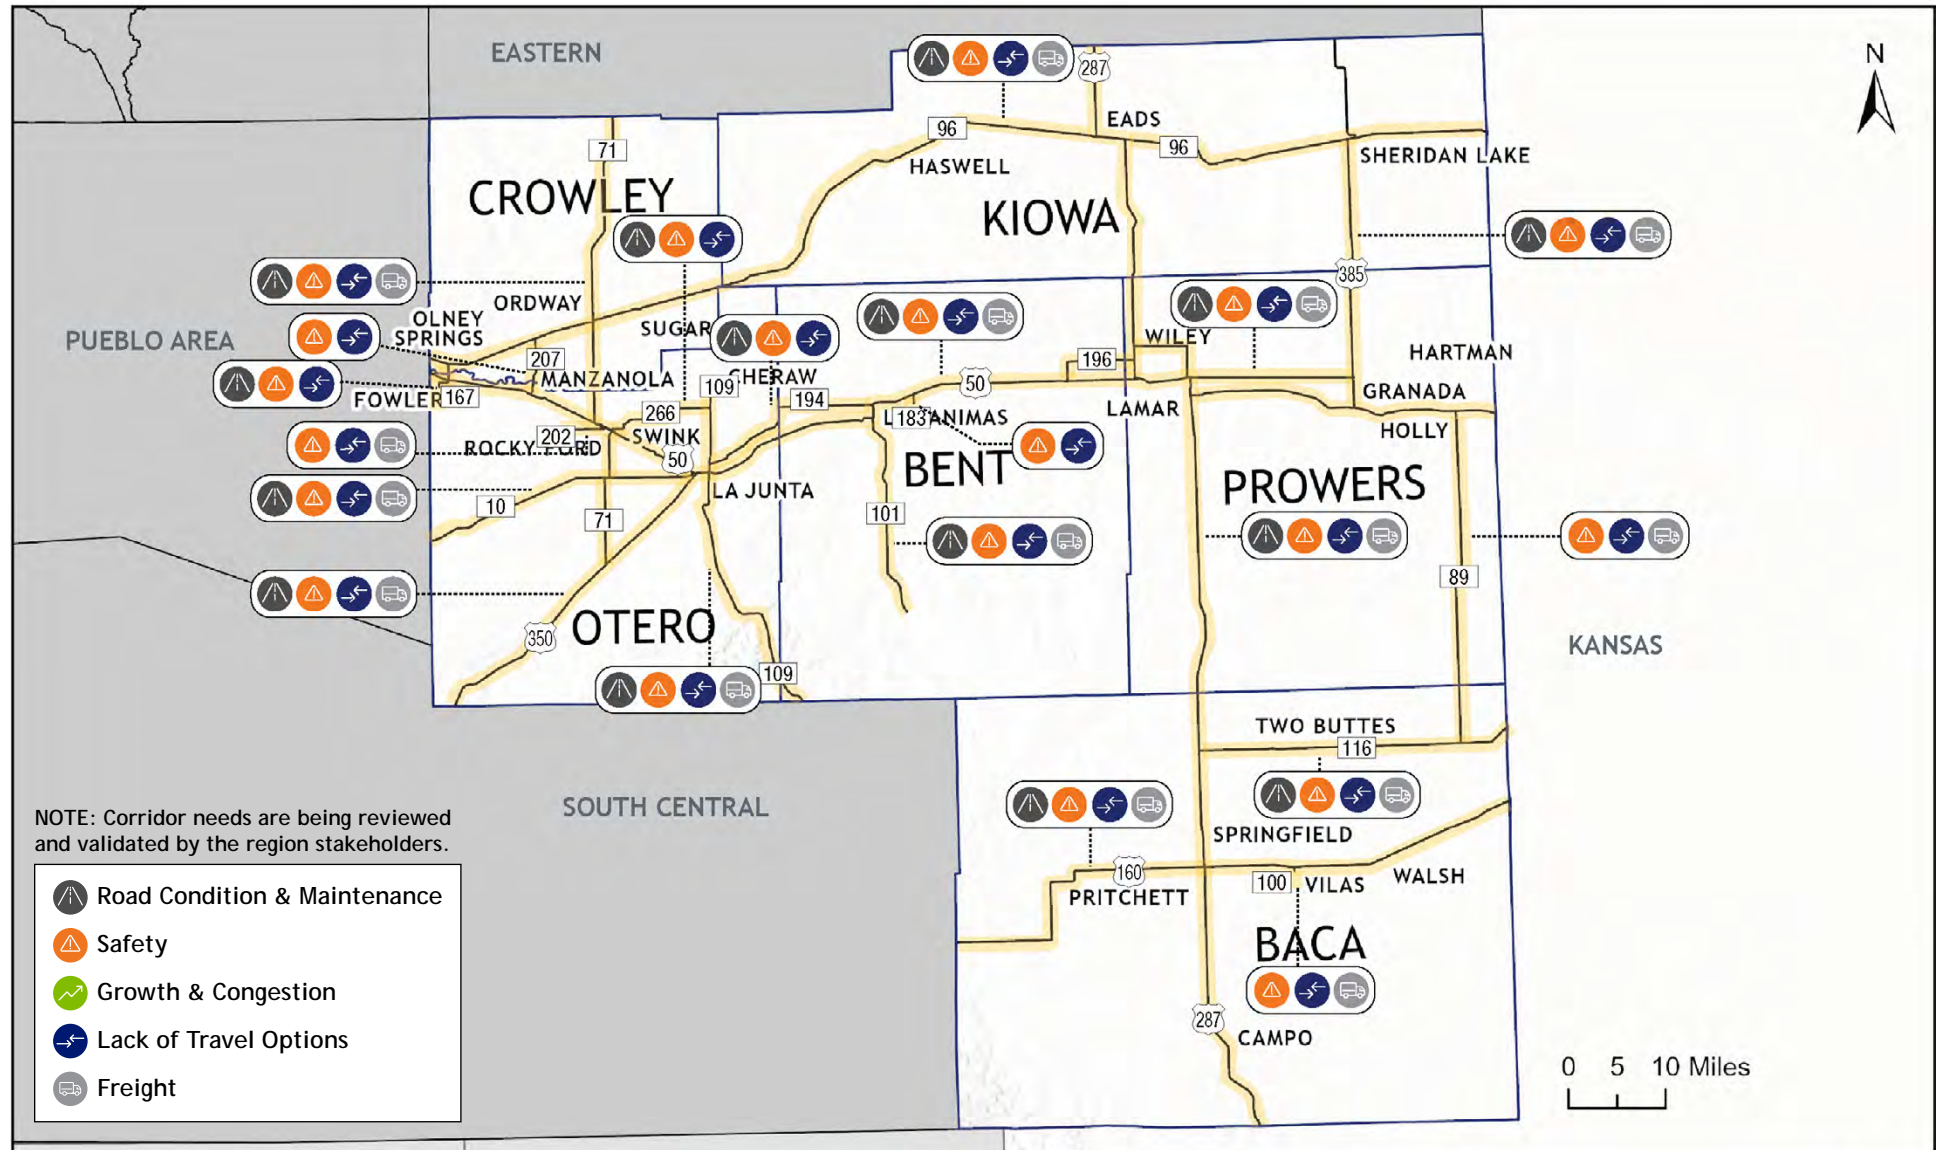 EASTERN
N
287
EADS
96
96
71
HASWELL
SHERIDAN LAKE
CROWLEY
KIOWA
385
ORDWAY
OLNEY
SPRINGS
SUGAR
PUEBLO AREA
WILEY
207
196
HARTMAN
MANZANOLA
CHERAW
109
50
FOWLER
167
194
GRANADA
266
183
ANIMAS
LAMAR
HOLLY
202
SWINK
ROCKY FORD
50
BENT
PROWERS
LA JUNTA
10
71
101
89
350
OTERO
KANSAS
109
TWO BUTTES
116
SOUTH CENTRAL
NOTE: Corridor needs are being reviewed
and validated by the region stakeholders.
SPRINGFIELD
160
100
VILAS
WALSH
PRITCHETT
Road Condition & Maintenance
Safety
BACA
Growth & Congestion
287
CAMPO
Lack of Travel Options
0 5 10 Miles
Freight